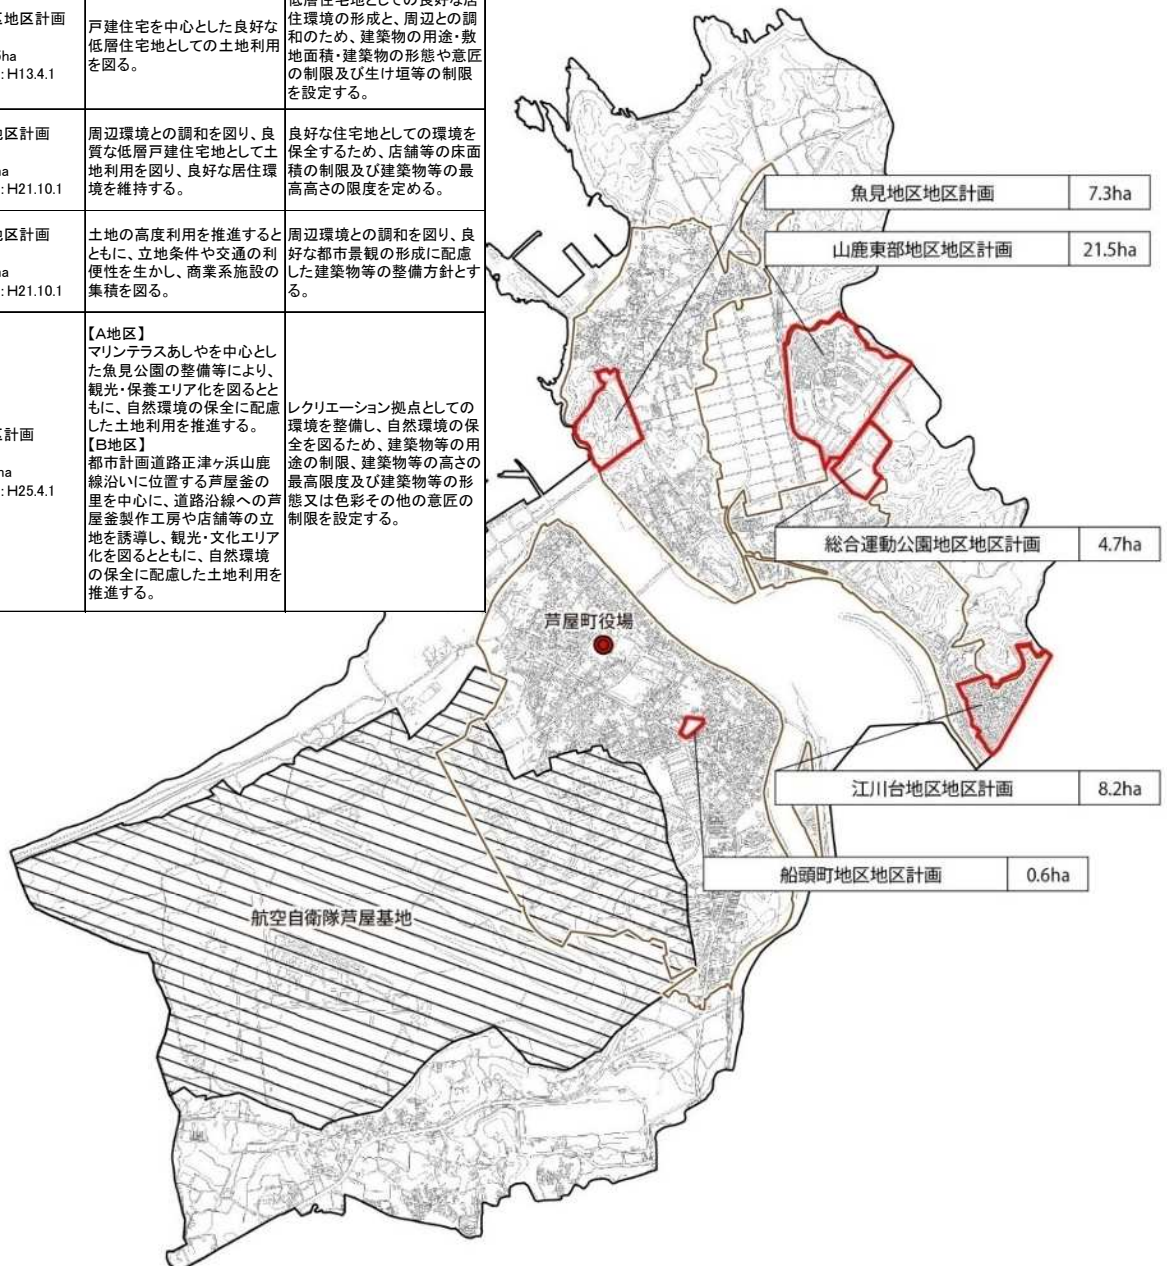 区地区計画
ha
: H13.4.1
戸建住宅を中心とした良好な
低層住宅地としての土地利用
を図る。
低層住宅地としての良好な居
住環境の形成と、周辺との調
和のため、建築物の用途・敷
地面積・建築物の形態や意匠
の制限及び生け垣等の制限
を設定する。
地区計画
ha
: H21.10.1
周辺環境との調和を図り、良
質な低層戸建住宅地として土
地利用を図り、良好な居住環
境を維持する。
良好な住宅地としての環境を
保全するため、店舗等の床面
積の制限及び建築物等の最
高高さの限度を定める。
地区計画
ha
: H21.10.1
土地の高度利用を推進すると
ともに、立地条件や交通の利
便性を生かし、商業系施設の
集積を図る。
周辺環境との調和を図り、良
好な都市景観の形成に配慮
した建築物等の整備方針とす
る。
計画
ha
: H25.4.1
【A地区】
マリンテラスあしやを中心とし
た魚見公園の整備等により、
観光・保養エリア化を図るとと
もに、自然環境の保全に配慮
した土地利用を推進する。
【B地区】
都市計画道路正津ヶ浜山鹿
線沿いに位置する芦屋釜の
里を中心に、道路沿線への芦
屋釜製作工房や店舗等の立
地を誘導し、観光・文化エリア
化を図るとともに、自然環境
の保全に配慮した土地利用を
推進する。
レクリエーション拠点としての
環境を整備し、自然環境の保
全を図るため、建築物等の用
途の制限、建築物等の高さの
最高限度及び建築物等の形
態又は色彩その他の意匠の
制限を設定する。
魚見地区地区計画 7.3ha
山鹿東部地区地区計画 21.5ha
総合運動公園地区地区計画 4.7ha
芦屋町役場
江川台地区地区計画 8.2ha
船頭町地区地区計画 0.6ha
航空自衛隊芦屋基地